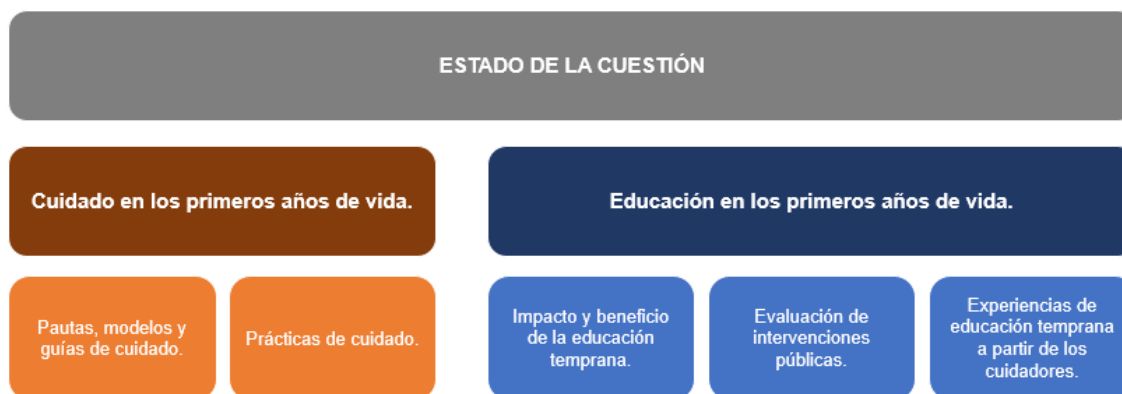 ESTADO DE LA CUESTIÓN
Cuidado en los primeros años de vida.
Educación en los primeros años de vida.
Pautas, modelos y
guías de cuidado.
Prácticas de cuidado.
Impacto y beneficio
de la educación
temprana.
Evaluación de
intervenciones
públicas.
Experiencias de
educación temprana
a partir de los
cuidadores.